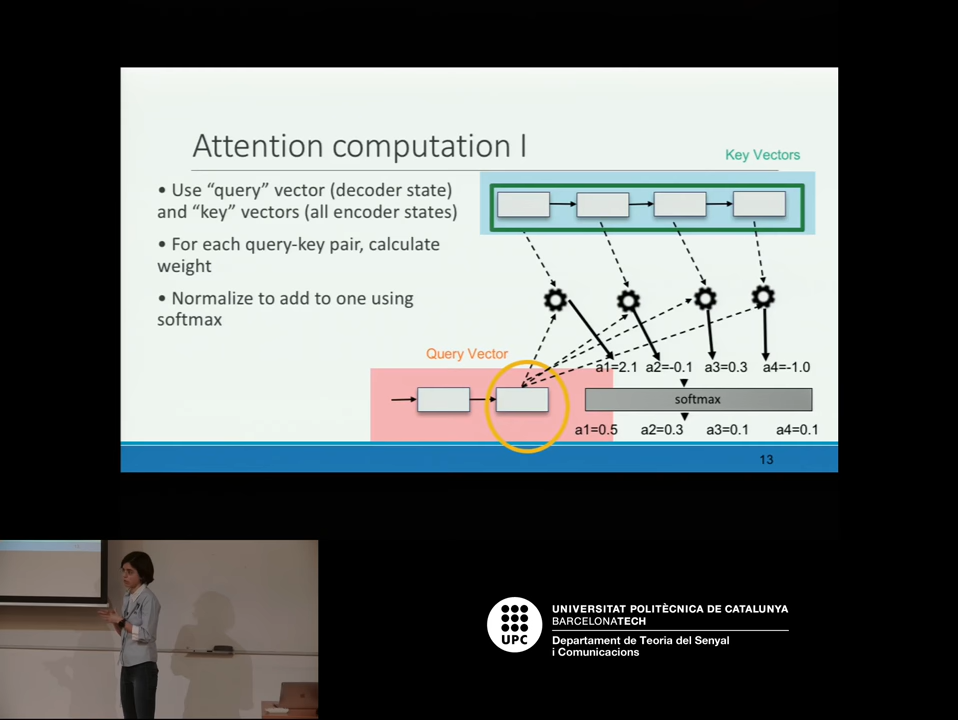 Attention computation I
Key Vectors
• Use “query” vector (decoder state)
and “key” vectors (all encoder states)
• For each query-key pair, calculate
weight
• Normalize to add to one using
softmax
Query Vector
a1=2.1 a2=-0.1 a3=0.3 a4=-1.0
softmax
a1=0.5 a2=0.3 a3=0.1 a4=0.1
13
UPC
UNIVERSITAT POLITÈCNICA DE CATALUNYA
BARCELONATECH
Departament de Teoria del Senyal
i Comunicacions